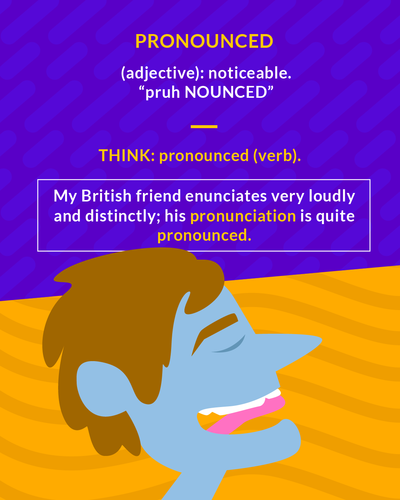 PRONOUNCED
(adjective): noticeable.
“pruh NOUNCED”
THINK: pronounced (verb).
My British friend enunciates very loudly
and distinctly; his pronunciation is quite
pronounced.